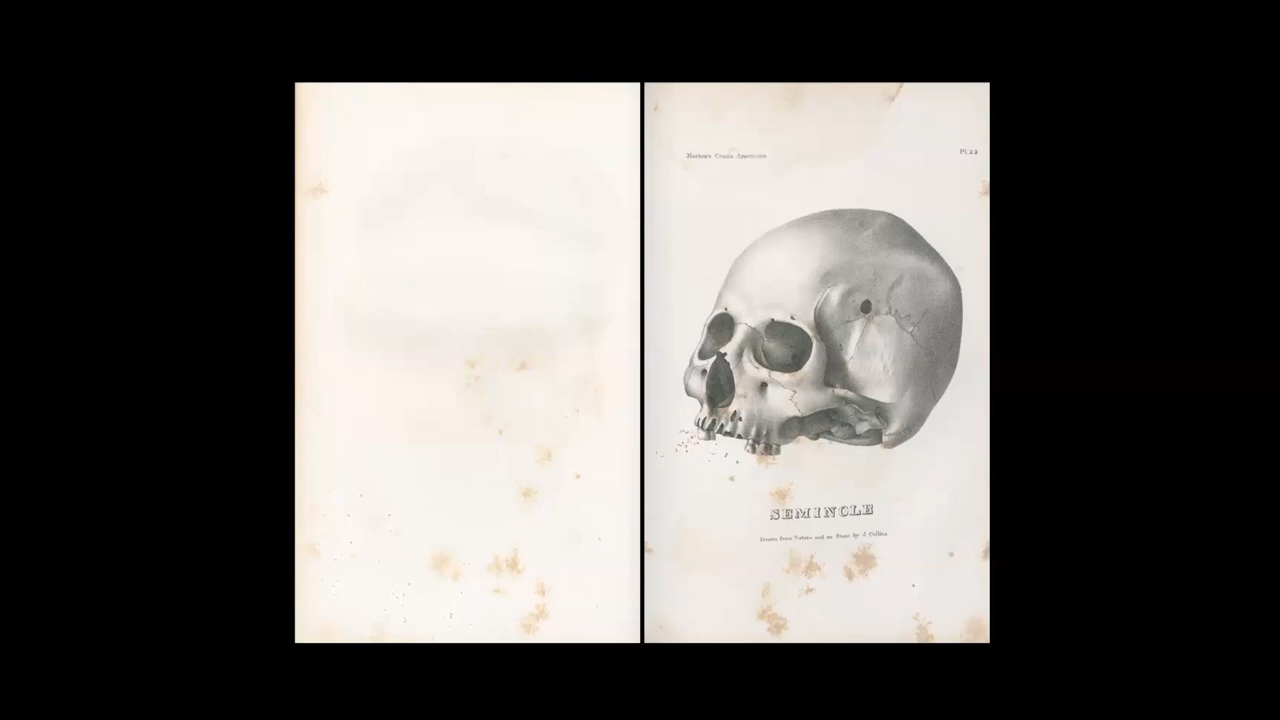 Morton's Crania Americana
Pl.22
SEMINOLE
Drawn from Nature and on Stone by J Collins